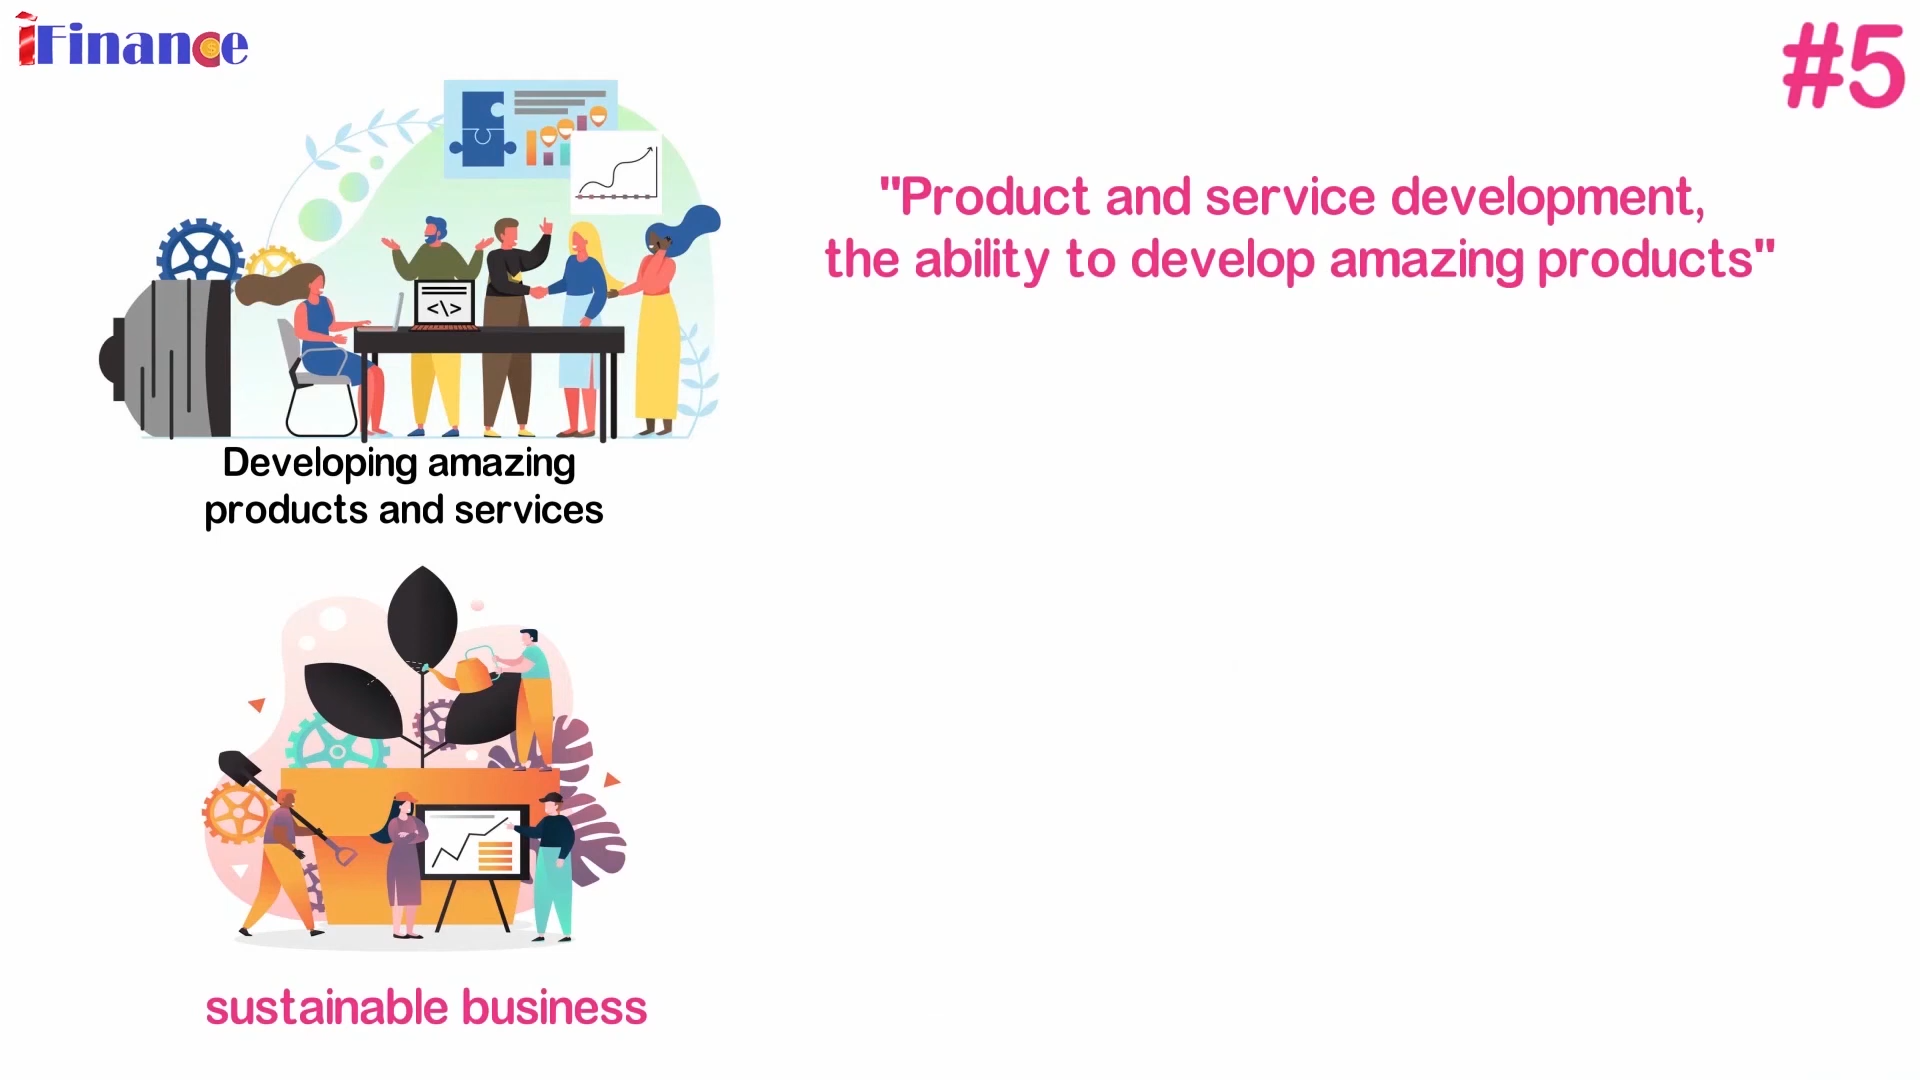 iFinance
#5
"Product and service development,
the ability to develop amazing products"
</>
Developing amazing
products and services
sustainable business